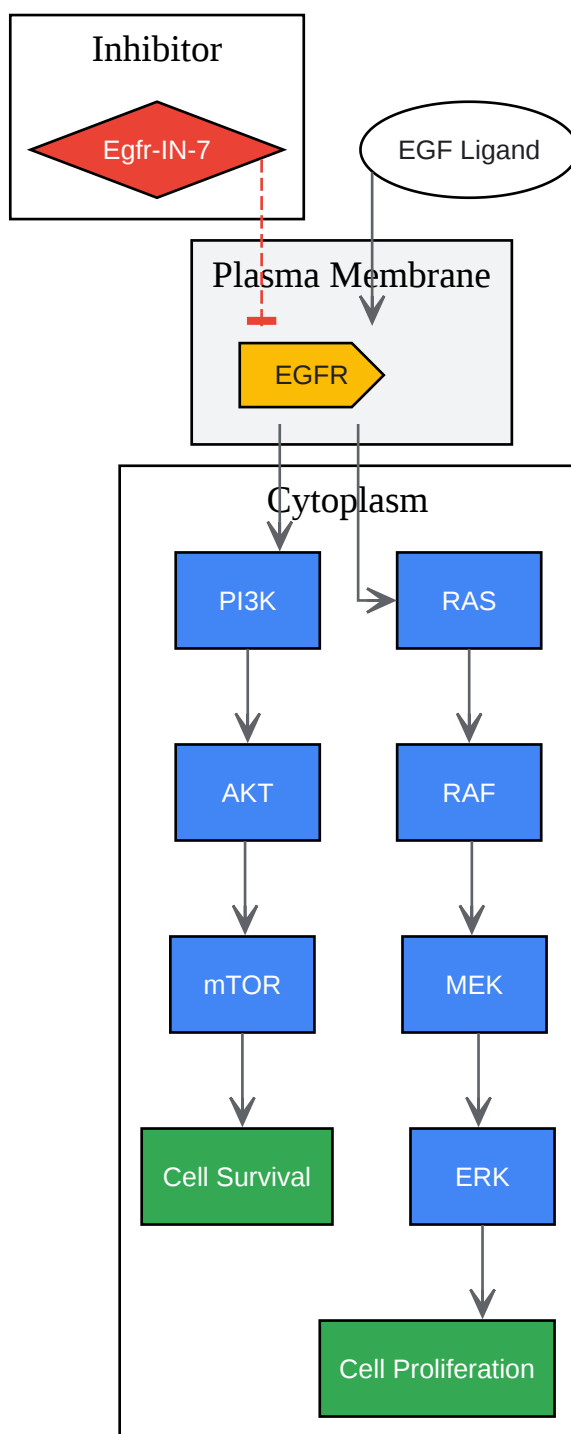 Inhibitor
Egfr-IN-7
EGF Ligand
Plasma Membrane
EGFR
Cytoplasm
PI3K
RAS
AKT
RAF
mTOR
MEK
Cell Survival
ERK
Cell Proliferation